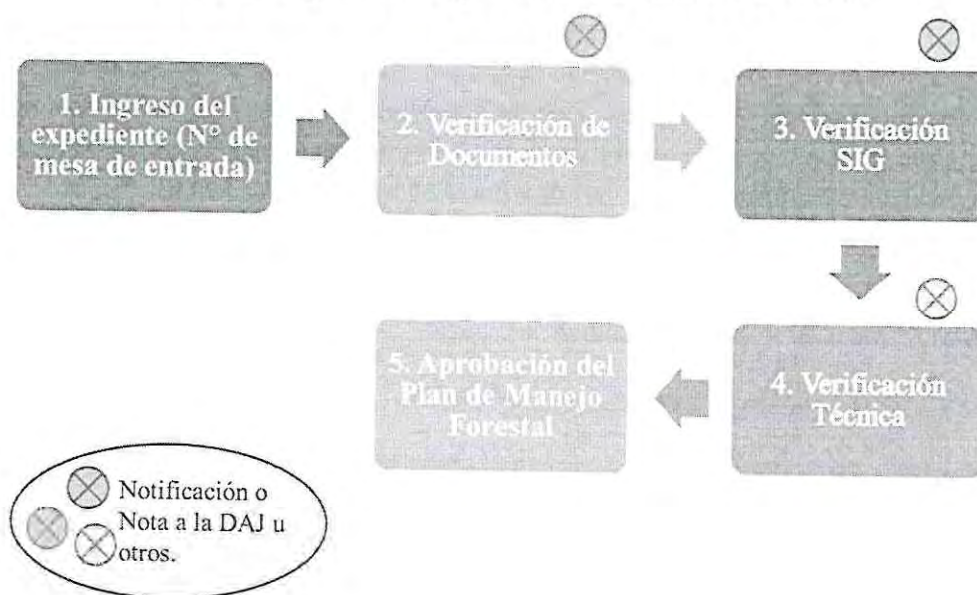 1. Ingreso del
expediente (N° de
mesa de entrada)
2. Verificación de
Documentos
3. Verificación
SIG
4. Verificación
Técnica
5. Aprobación del
Plan de Manejo
Forestal
Notificación o
Nota a la DAJ u
otros.